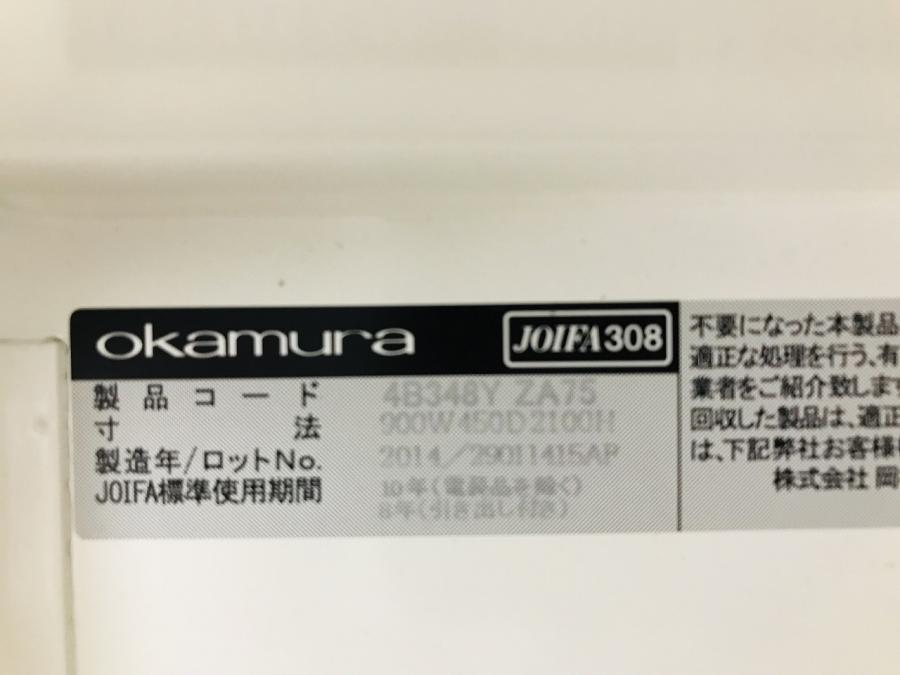 okamura JOIFA308
製品コード 4B348Y ZA75
寸法 900W450D2100H
製造年/ロットNo. 2014/29011415AP
JOIFA標準使用期間 10年(電装品を除く)
8年(引き出し付き)
不要になった本製品
適正な処理を行う、有
業者をご紹介致します
回収した製品は、適正
は、下記弊社お客様
株式会社 岡